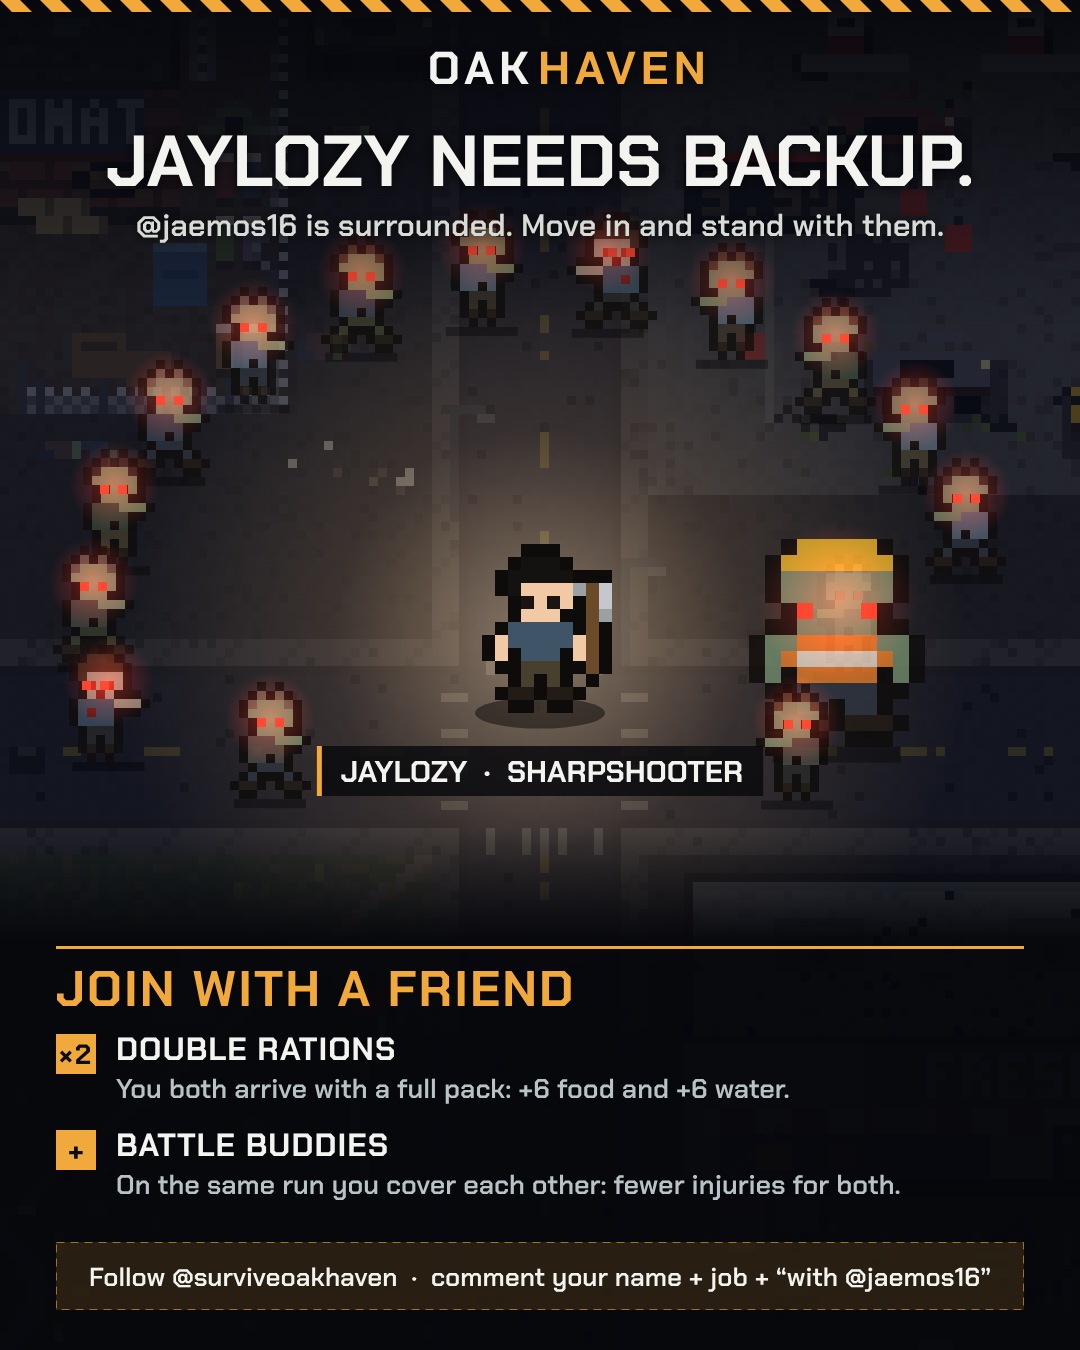 OMAT
OAKHAVEN
JAYLOZY NEEDS BACKUP.
@jaemos16 is surrounded. Move in and stand with them.
JAYLOZY · SHARPSHOOTER
JOIN WITH A FRIEND
×2 DOUBLE RATIONS
You both arrive with a full pack: +6 food and +6 water.
+ BATTLE BUDDIES
On the same run you cover each other: fewer injuries for both.
Follow @surviveoakhaven · comment your name + job + “with @jaemos16”